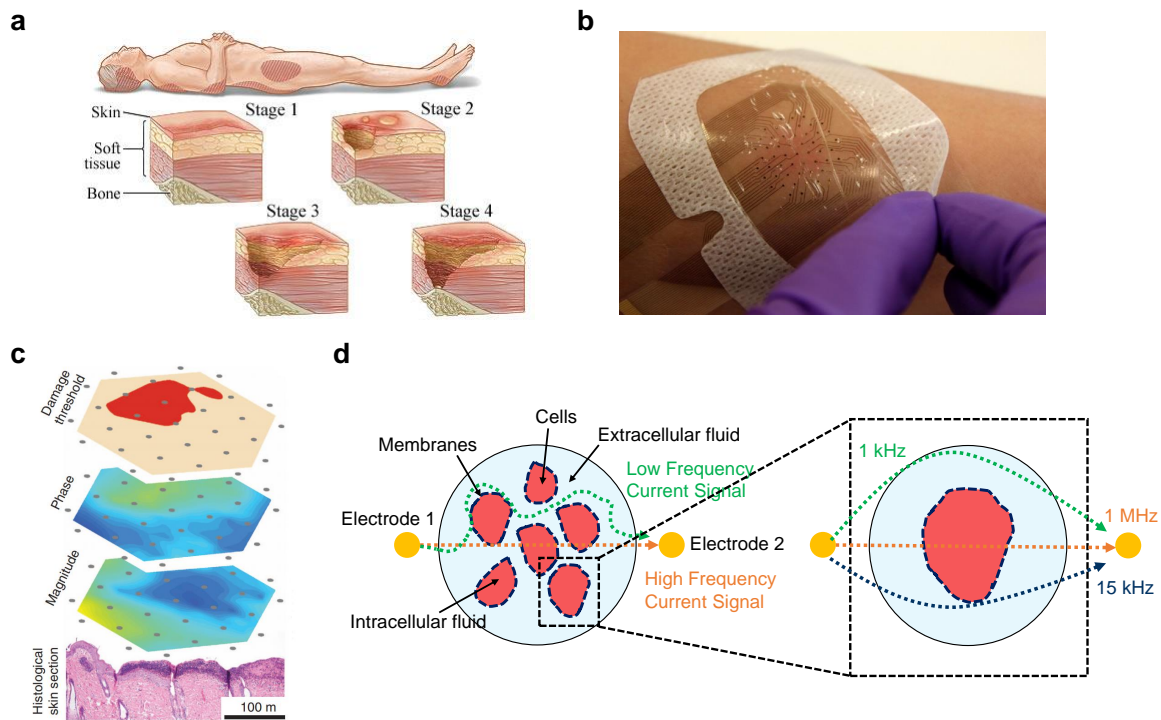 a
Skin
Stage 1
Stage 2
Soft
tissue
Bone
Stage 3
Stage 4
b
c
Damage
threshold
Phase
Magnitude
Histological
skin section
100 m
d
Cells
Membranes
Extracellular fluid
Low Frequency
Current Signal
Electrode 1
Electrode 2
High Frequency
Current Signal
Intracellular fluid
1 kHz
1 MHz
15 kHz